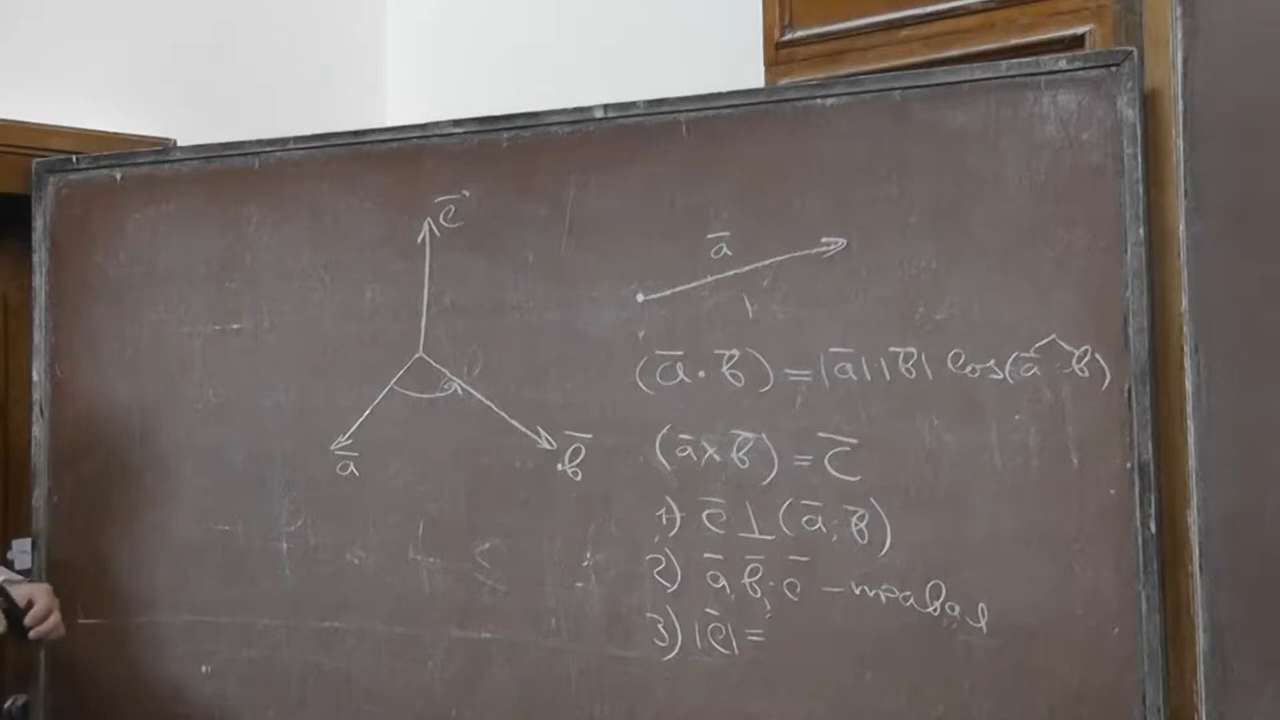 c̄
ā
a
ā
b̄
(ā · b̄) = |ā| |b̄| cos(ā b̄)
(ā × b̄) = c̄
1) c̄ ⊥ (ā, b̄)
2) ā, b̄, c̄ – правая
3) |c̄| =